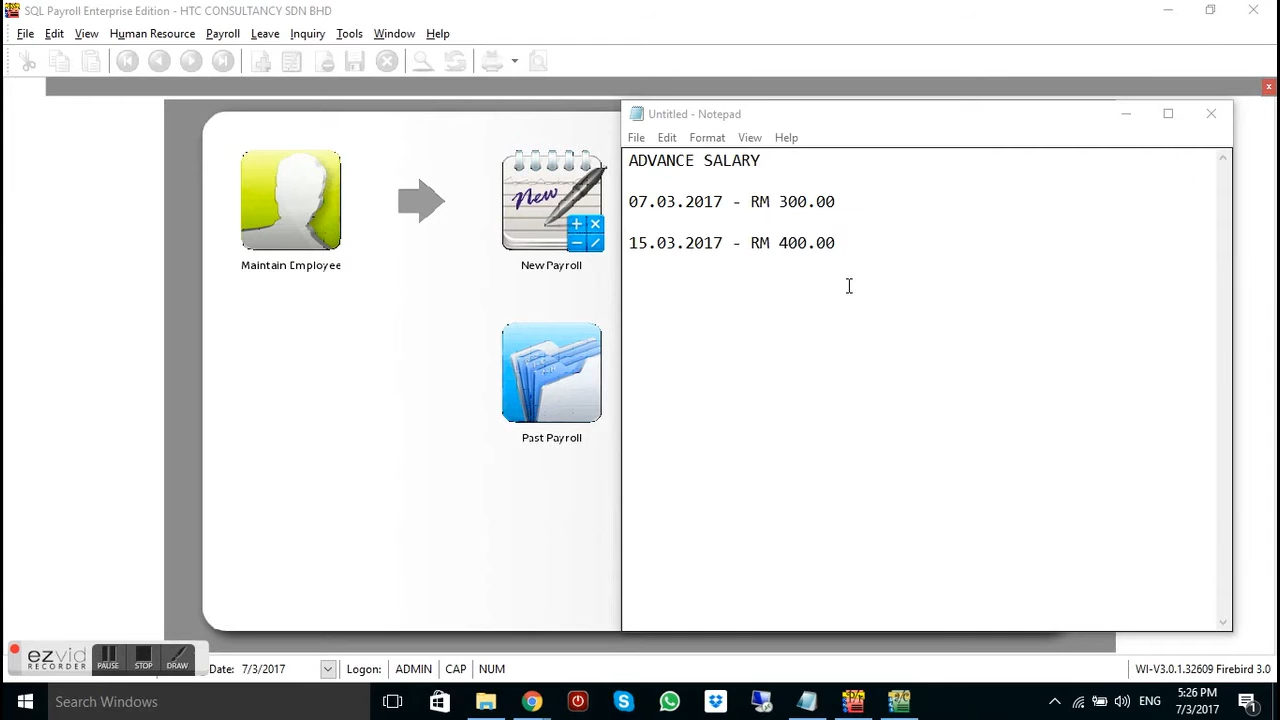 SQL Payroll Enterprise Edition - HTC CONSULTANCY SDN BHD
File Edit View Human Resource Payroll Leave Inquiry Tools Window Help
Untitled - Notepad
File Edit Format View Help
ADVANCE SALARY
07.03.2017 - RM 300.00
15.03.2017 - RM 400.00
New
Maintain Employee
New Payroll
Past Payroll
ezvid
RECORDER
PAUSE STOP DRAW
Date: 7/3/2017 Logon: ADMIN CAP NUM WI-V3.0.1.32609 Firebird 3.0
Search Windows
ENG
5:26 PM
7/3/2017
1